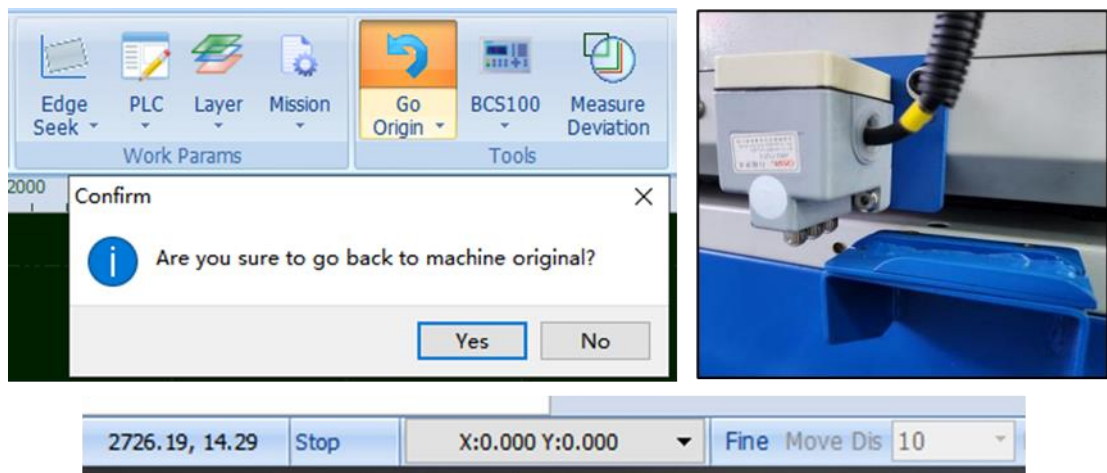 Edge Seek
PLC
Layer
Mission
Go Origin
BCS100
Measure Deviation
Work Params
Tools
2000
Confirm
Are you sure to go back to machine original?
Yes
No
2726.19, 14.29
Stop
X:0.000 Y:0.000
Fine
Move Dis
10